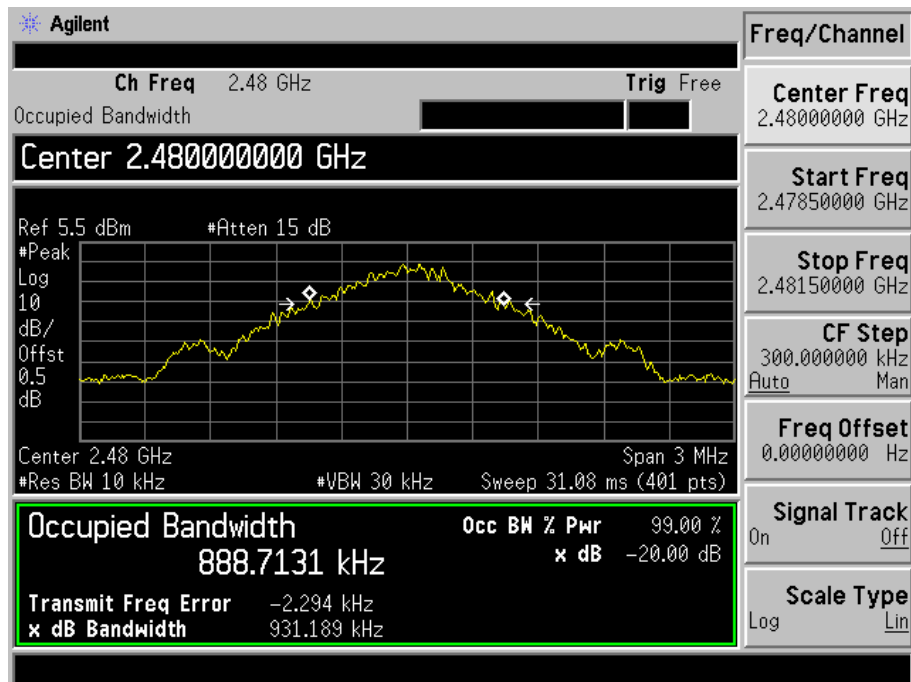 Agilent
Freq/Channel
Ch Freq 2.48 GHz Trig Free
Occupied Bandwidth
Center 2.480000000 GHz
Ref 5.5 dBm #Atten 15 dB
#Peak
Log
10
dB/
Offst
0.5
dB
Center 2.48 GHz Span 3 MHz
#Res BW 10 kHz #VBW 30 kHz Sweep 31.08 ms (401 pts)
Occupied Bandwidth
888.7131 kHz
Occ BW % Pwr 99.00 %
x dB -20.00 dB
Transmit Freq Error -2.294 kHz
x dB Bandwidth 931.189 kHz
Center Freq
2.48000000 GHz
Start Freq
2.47850000 GHz
Stop Freq
2.48150000 GHz
CF Step
300.000000 kHz
Auto Man
Freq Offset
0.00000000 Hz
Signal Track
On Off
Scale Type
Log Lin